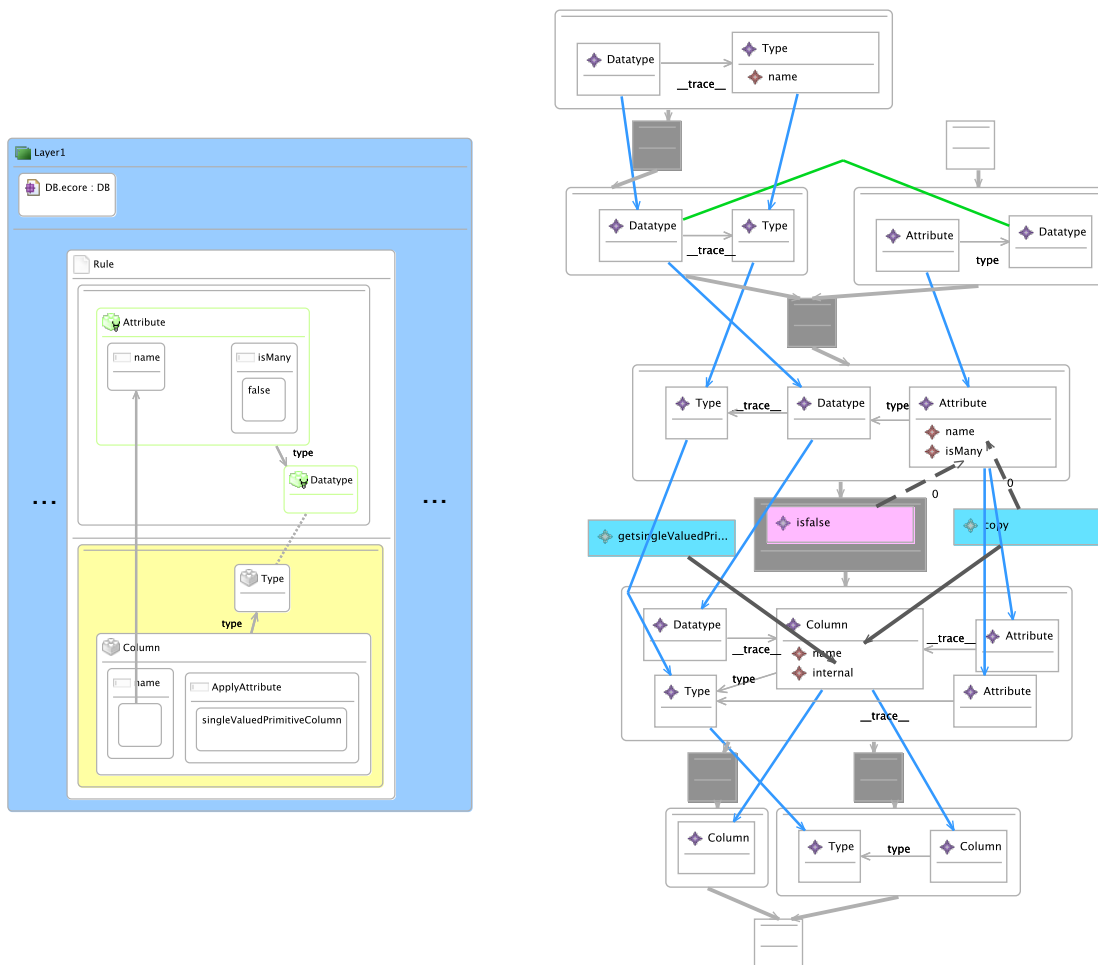 Layer1
DB.ecore : DB
Rule
Attribute
name
isMany
false
type
Datatype
Type
type
Column
name
ApplyAttribute
singleValuedPrimitiveColumn
...
...
Datatype
Type
name
__trace__
Datatype
Type
__trace__
Attribute
Datatype
type
Type
__trace__
Datatype
type
Attribute
name
isMany
0
0
getsingleValuedPri...
isfalse
copy
Datatype
Column
Attribute
__trace__
__trace__
name
internal
type
Type
Attribute
__trace__
Column
Type
type
Column